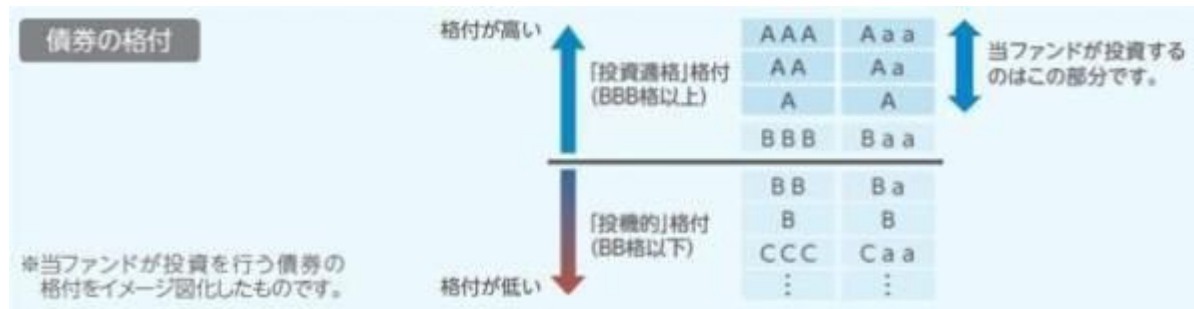 債券の格付
格付が高い
「投資適格」格付
(BBB格以上)
AAA Aaa
AA Aa
A A
BBB Baa
当ファンドが投資する
のはこの部分です。
「投機的」格付
(BB格以下)
BB Ba
B B
CCC Caa
⋮ ⋮
格付が低い
※当ファンドが投資を行う債券の
格付をイメージ図化したものです。